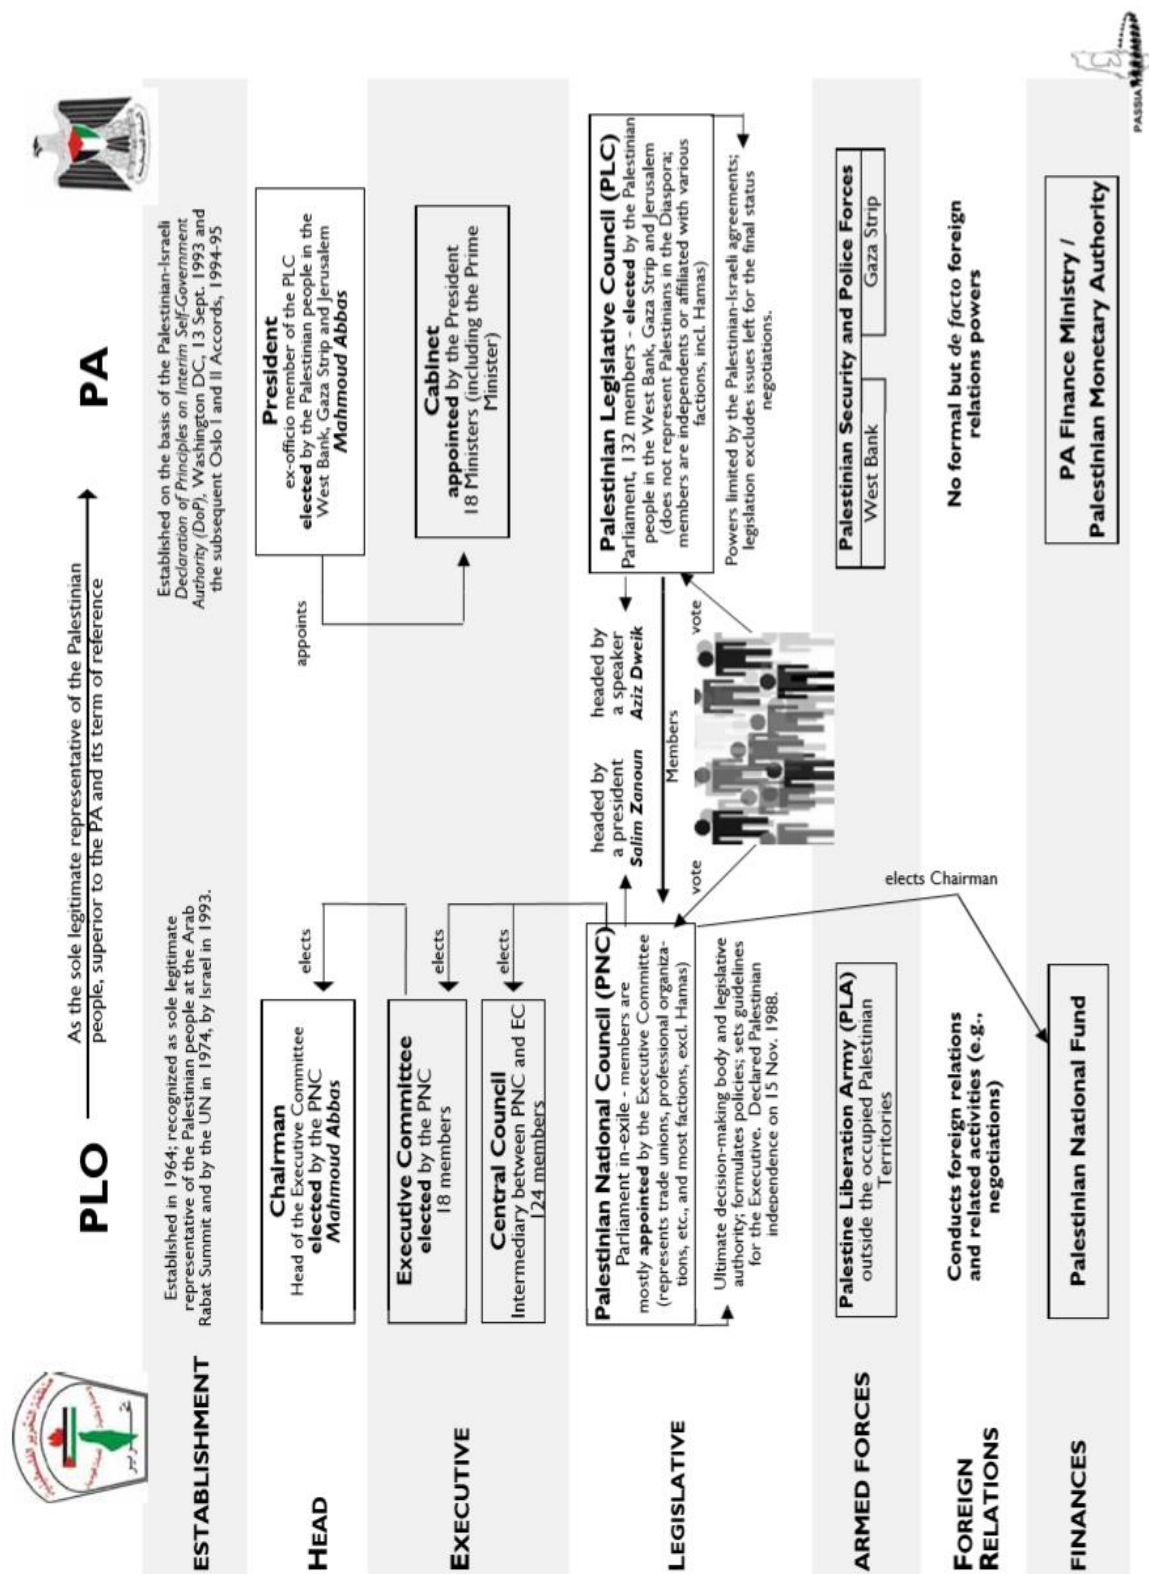 PLO
PA
As the sole legitimate representative of the Palestinian
people, superior to the PA and its term of reference
ESTABLISHMENT
Established in 1964; recognized as sole legitimate
representative of the Palestinian people at the Arab
Rabat Summit and by the UN in 1974, by Israel in 1993.
Established on the basis of the Palestinian-Israeli
Declaration of Principles on Interim Self-Government
Authority (DoP), Washington DC, 13 Sept. 1993 and
the subsequent Oslo I and II Accords, 1994-95
HEAD
Chairman
Head of the Executive Committee
elected by the PNC
Mahmoud Abbas
elects
appoints
President
ex-officio member of the PLC
elected by the Palestinian people in the
West Bank, Gaza Strip and Jerusalem
Mahmoud Abbas
EXECUTIVE
Executive Committee
elected by the PNC
18 members
elects
Central Council
Intermediary between PNC and EC
124 members
elects
Cabinet
appointed by the President
18 Ministers (including the Prime
Minister)
LEGISLATIVE
Palestinian National Council (PNC)
Parliament in-exile - members are
mostly appointed by the Executive Committee
(represents trade unions, professional organiza-
tions, etc., and most factions, excl. Hamas)
Ultimate decision-making body and legislative
authority; formulates policies; sets guidelines
for the Executive. Declared Palestinian
independence on 15 Nov. 1988.
headed by
a president
Salim Zanoun
headed by
a speaker
Aziz Dweik
Members
vote
vote
Palestinian Legislative Council (PLC)
Parliament, 132 members - elected by the Palestinian
people in the West Bank, Gaza Strip and Jerusalem
(does not represent Palestinians in the Diaspora;
members are independents or affiliated with various
factions, incl. Hamas)
Powers limited by the Palestinian-Israeli agreements;
legislation excludes issues left for the final status
negotiations.
ARMED FORCES
Palestine Liberation Army (PLA)
outside the occupied Palestinian
Territories
elects Chairman
Palestinian Security and Police Forces
West Bank
Gaza Strip
FOREIGN
RELATIONS
Conducts foreign relations
and related activities (e.g.,
negotiations)
No formal but de facto foreign
relations powers
FINANCES
Palestinian National Fund
PA Finance Ministry /
Palestinian Monetary Authority
PASSIA